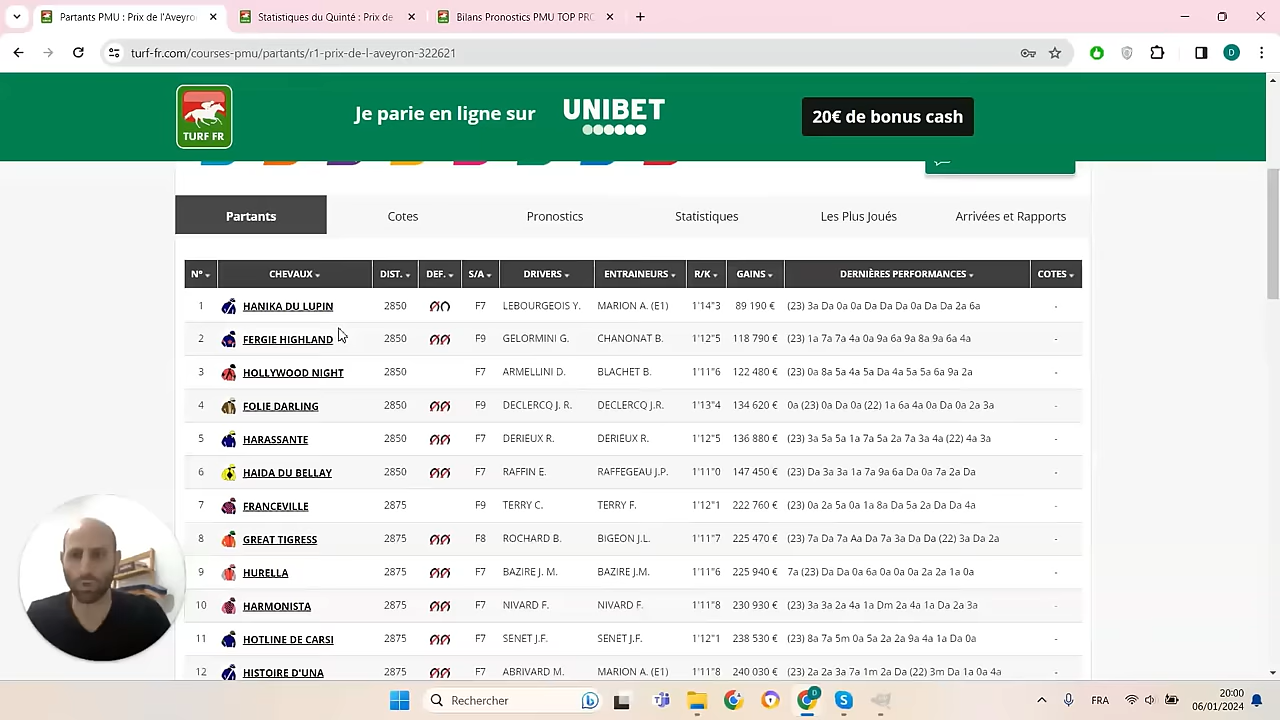 Partants PMU : Prix de l'Aveyro
Statistiques du Quinté : Prix de
Bilans Pronostics PMU TOP PRO
turf-fr.com/courses-pmu/partants/r1-prix-de-l-aveyron-322621
D
TURF FR
Je parie en ligne sur UNIBET
20€ de bonus cash
Partants Cotes Pronostics Statistiques Les Plus Joués Arrivées et Rapports
N° CHEVAUX DIST. DEF. S/A DRIVERS ENTRAINEURS R/K GAINS DERNIÈRES PERFORMANCES COTES
1 HANIKA DU LUPIN 2850 F7 LEBOURGEOIS Y. MARION A. (E1) 1'14"3 89 190 € (23) 3a Da 0a 0a Da Da Da 0a Da Da 2a 6a -
2 FERGIE HIGHLAND 2850 F9 GELORMINI G. CHANONAT B. 1'12"5 118 790 € (23) 1a 7a 7a 4a 0a 9a 6a 9a 8a 9a 6a 4a -
3 HOLLYWOOD NIGHT 2850 F7 ARMELLINI D. BLACHET B. 1'11"6 122 480 € (23) 0a 8a 5a 4a 5a Da 4a 5a 5a 6a 9a 2a -
4 FOLIE DARLING 2850 F9 DECLERCQ J. R. DECLERCQ J.R. 1'13"4 134 620 € 0a (23) 0a Da 0a (22) 1a 6a 4a 0a Da 0a 2a 3a -
5 HARASSANTE 2850 F7 DERIEUX R. DERIEUX R. 1'12"5 136 880 € (23) 3a 5a 5a 1a 7a 5a 2a 7a 3a 4a (22) 4a 3a -
6 HAIDA DU BELLAY 2850 F7 RAFFIN E. RAFFEGEAU J.P. 1'11"0 147 450 € (23) Da 3a 3a 1a 7a 9a 6a Da 0a 7a 2a Da -
7 FRANCEVILLE 2875 F9 TERRY C. TERRY F. 1'12"1 222 760 € (23) 0a 2a 5a 0a 1a 8a Da 5a 2a Da Da 4a -
8 GREAT TIGRESS 2875 F8 ROCHARD B. BIGEON J.L. 1'11"7 225 470 € (23) 7a Da 7a Aa Da 7a 3a Da Da (22) 3a Da 2a -
9 HURELLA 2875 F7 BAZIRE J. M. BAZIRE J.M. 1'11"6 225 940 € 7a (23) Da Da 0a 6a 0a 0a 0a 2a 2a 1a 0a -
10 HARMONISTA 2875 F7 NIVARD F. NIVARD F. 1'11"8 230 930 € (23) 3a 3a 2a 4a 1a Dm 2a 4a 1a Da 2a 3a -
11 HOTLINE DE CARSI 2875 F7 SENET J.F. SENET J.F. 1'12"1 238 530 € (23) 8a 7a 5m 0a 5a 2a 2a 9a 4a 1a Da 0a -
12 HISTOIRE D'UNA 2875 F7 ABRIVARD M. MARION A. (E1) 1'11"8 240 030 € (23) 2a 2a 3a 7a 1m 2a Da (22) 3m Da 1a 0a 4a -
Rechercher
FRA
20:00
06/01/2024